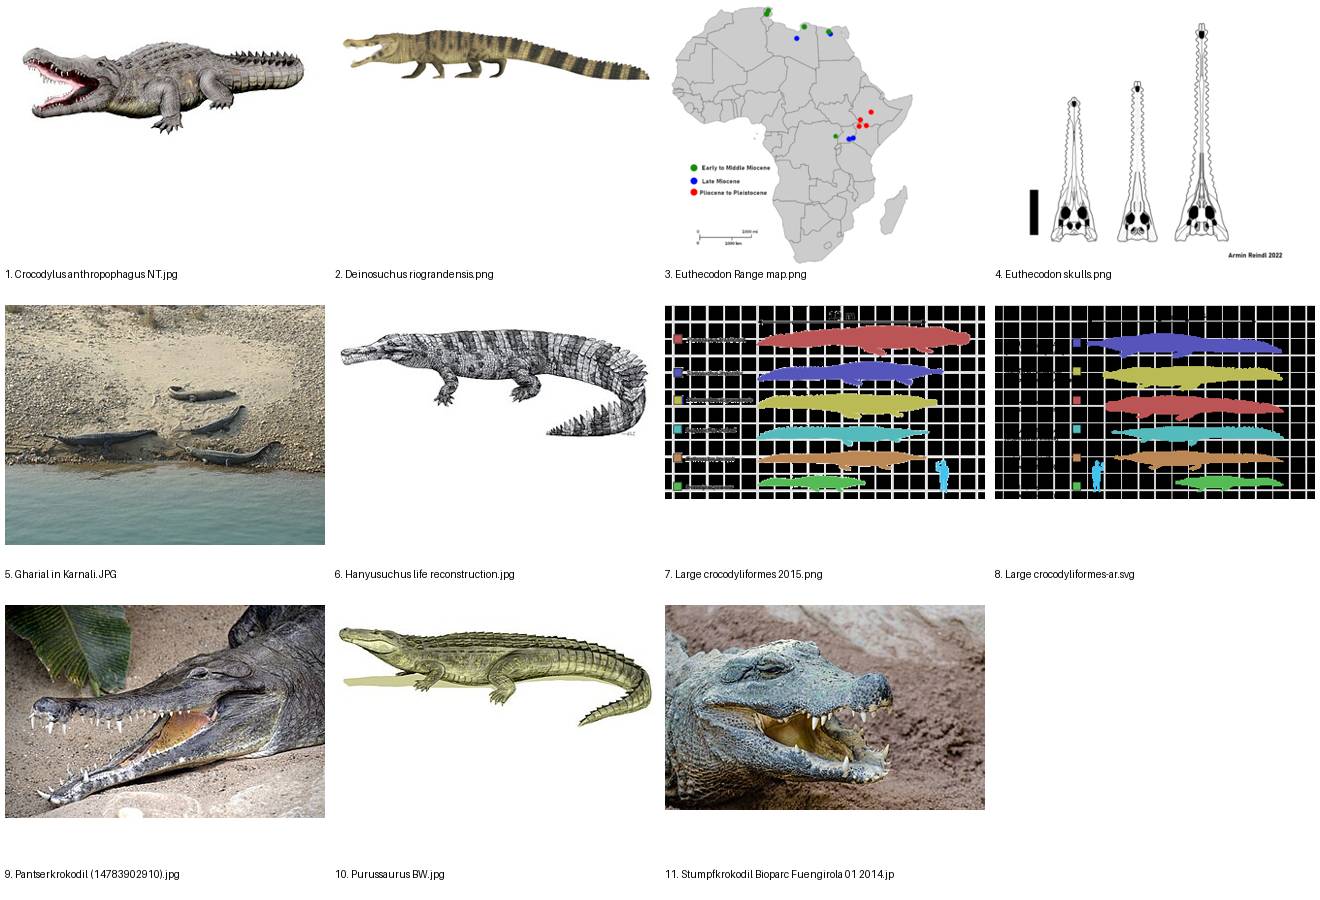 Early to Middle Miocene
Late Miocene
Pliocene to Pleistocene
Armin Reindl 2022
1. Crocodylus anthropophagus NT.jpg
2. Deinosuchus riograndensis.png
3. Euthecodon Range map.png
4. Euthecodon skulls.png
5. Gharial in Karnali.JPG
6. Hanyusuchus life reconstruction.jpg
7. Large crocodyliformes 2015.png
8. Large crocodyliformes-ar.svg
9. Pantserkrokodil (14783902910).jpg
10. Purussaurus BW.jpg
11. Stumpfkrokodil Bioparc Fuengirola 01 2014.jp